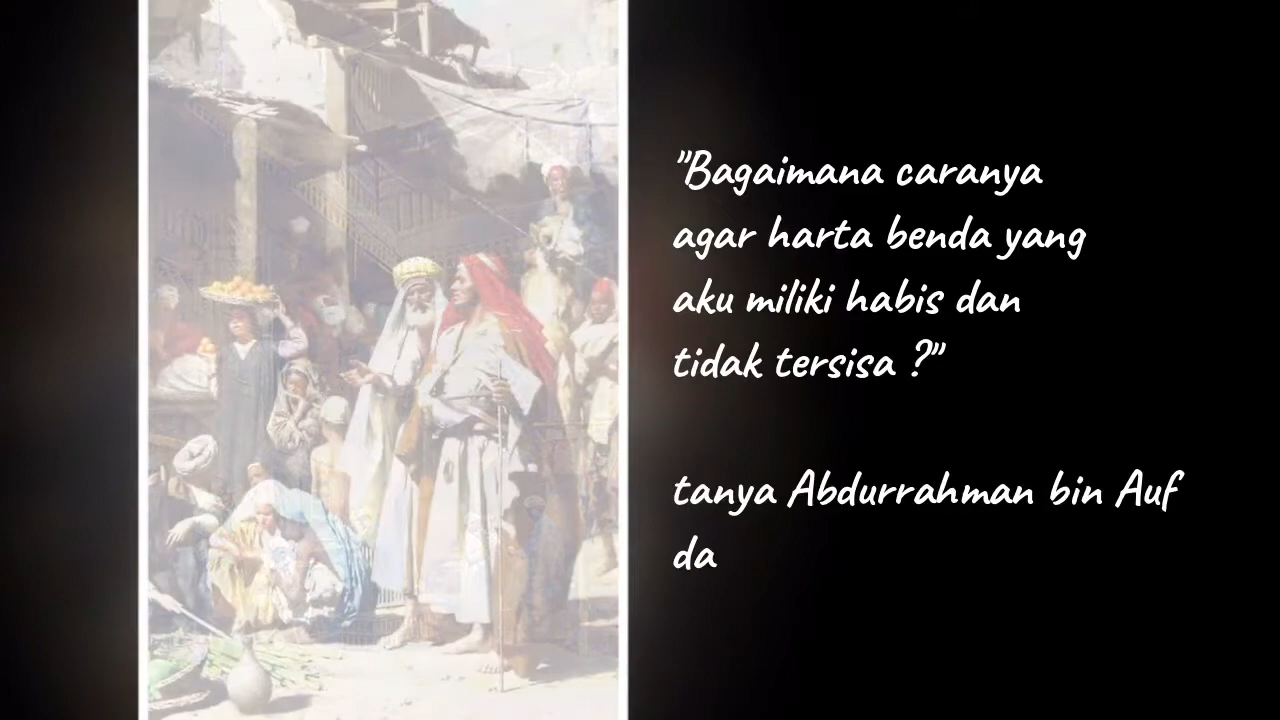 "Bagaimana caranya
agar harta benda yang
aku miliki habis dan
tidak tersisa ?"
tanya Abdurrahman bin Auf
da